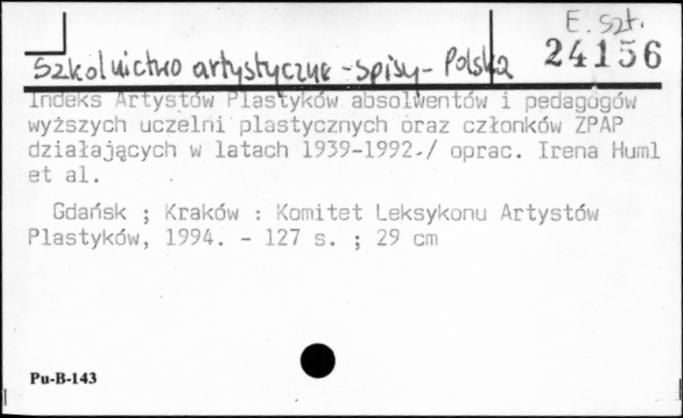 E. Szt.
24156
Szkolnictwo artystyczne - spisy - Polska
Indeks Artystów Plastyków absolwentów i pedagogów
wyższych uczelni plastycznych oraz członków ZPAP
działających w latach 1939-1992./ oprac. Irena Huml
et al.
Gdańsk ; Kraków : Komitet Leksykonu Artystów
Plastyków, 1994. - 127 s. ; 29 cm
Pu-B-143